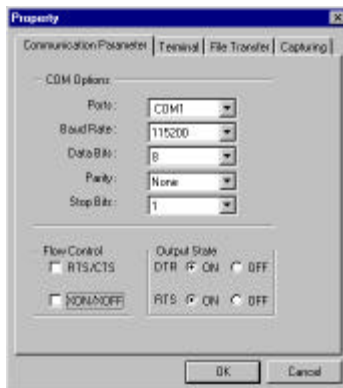 Property
Communication Parameter Terminal File Transfer Capturing
COM Options
Ports: COM1
Baud Rate: 115200
Data Bits: 8
Parity: None
Stop Bits: 1
Flow Control Output State
RTS/CTS DTR ON OFF
XON/XOFF RTS ON OFF
OK Cancel